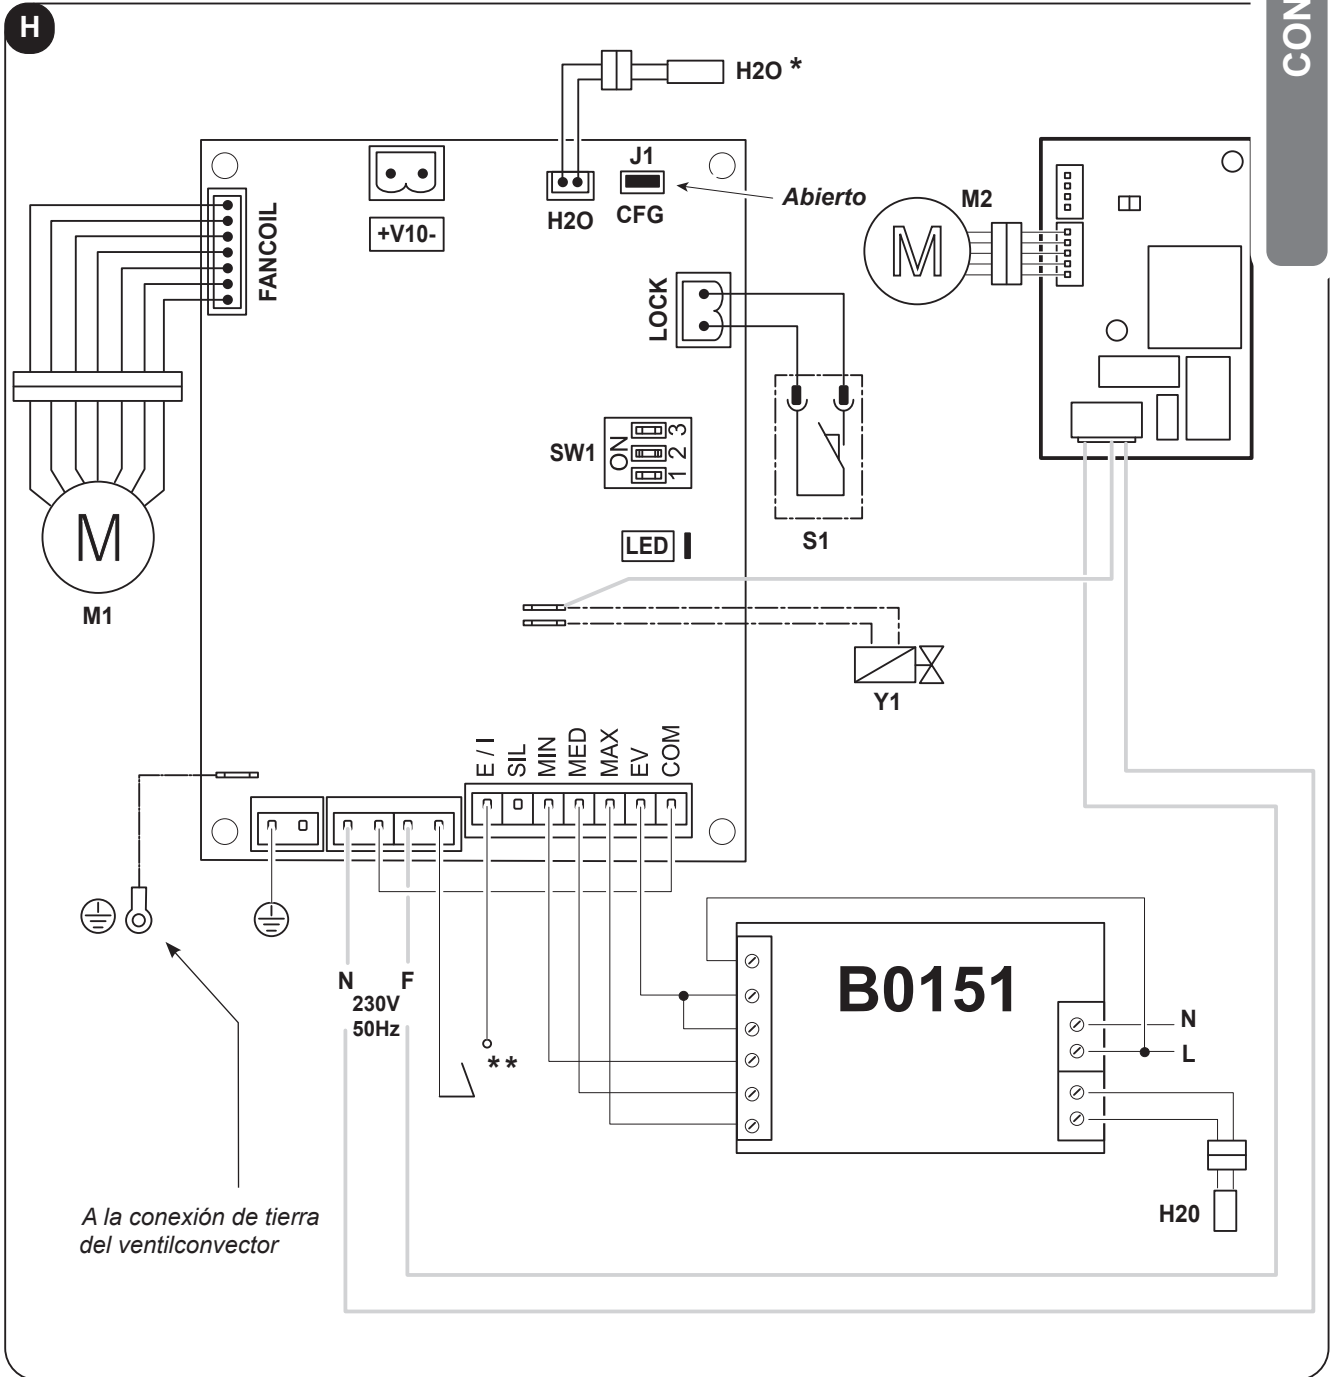 H
CON
H2O *
J1
Abierto
M2
M
H2O
CFG
+V10-
FANCOIL
LOCK
SW1
ON
1 2 3
S1
LED
M
M1
Y1
E / I
SIL
MIN
MED
MAX
EV
COM
B0151
N
F
230V
50Hz
**
N
L
H20
A la conexión de tierra
del ventilconvector